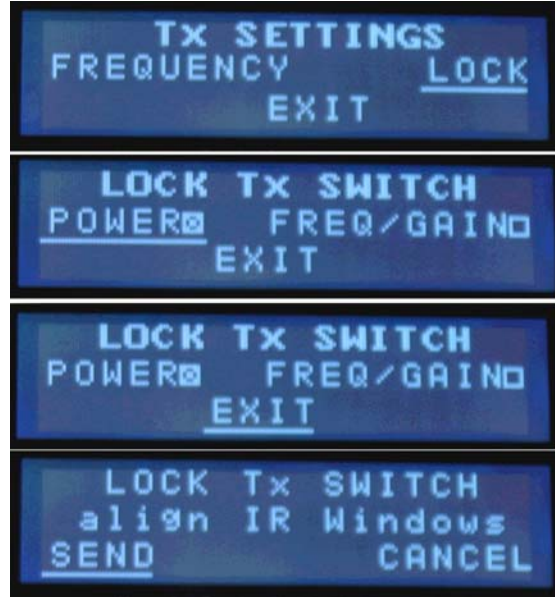 Tx SETTINGS
FREQUENCY LOCK
EXIT
LOCK Tx SWITCH
POWER☒ FREQ/GAIN☐
EXIT
LOCK Tx SWITCH
POWER☒ FREQ/GAIN☐
EXIT
LOCK Tx SWITCH
align IR Windows
SEND CANCEL